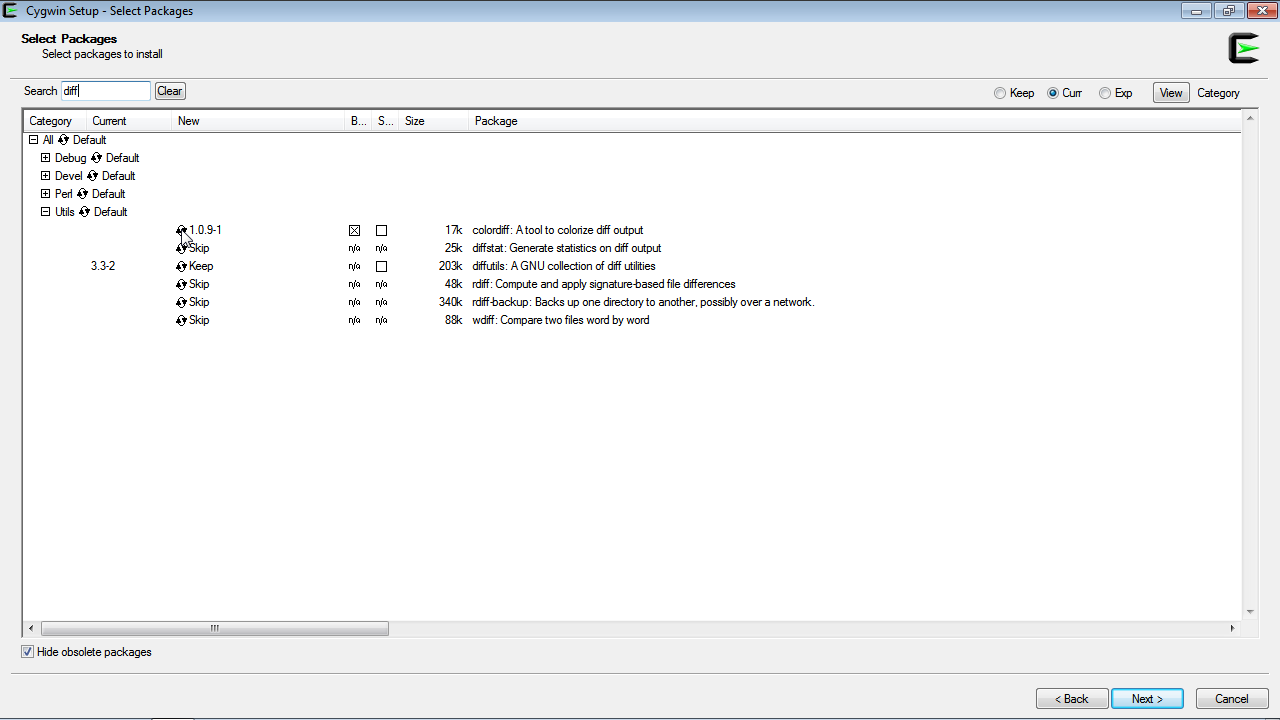 Cygwin Setup - Select Packages
Select Packages
Select packages to install
Search diff Clear Keep Curr Exp View Category
Category Current New B... S... Size Package
All Default
Debug Default
Devel Default
Perl Default
Utils Default
1.0.9-1 17k colordiff: A tool to colorize diff output
Skip n/a n/a 25k diffstat: Generate statistics on diff output
3.3-2 Keep n/a 203k diffutils: A GNU collection of diff utilities
Skip n/a n/a 48k rdiff: Compute and apply signature-based file differences
Skip n/a n/a 340k rdiff-backup: Backs up one directory to another, possibly over a network.
Skip n/a n/a 88k wdiff: Compare two files word by word
Hide obsolete packages
< Back Next > Cancel